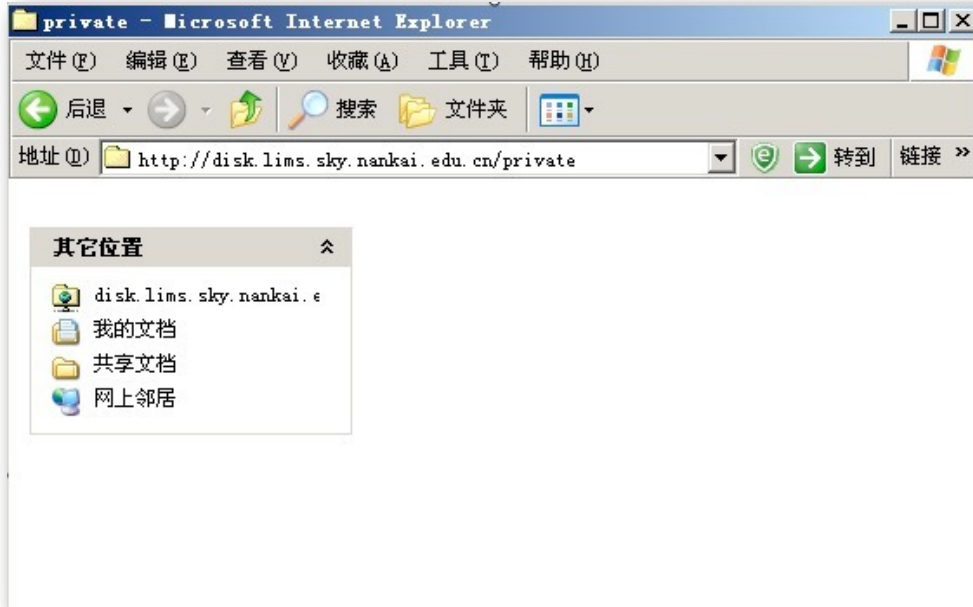 private - Microsoft Internet Explorer
文件(F) 编辑(E) 查看(V) 收藏(A) 工具(T) 帮助(H)
后退 搜索 文件夹
地址(D) http://disk.lims.sky.nankai.edu.cn/private 转到 链接 »
其它位置
disk.lims.sky.nankai.e
我的文档
共享文档
网上邻居